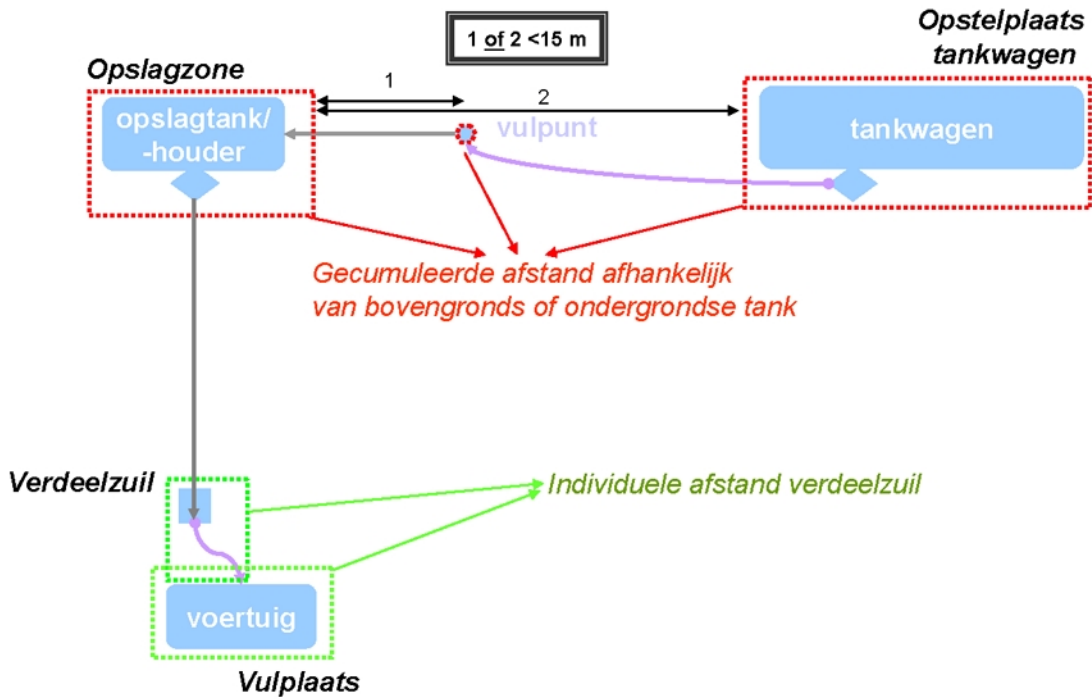 1 of 2 <15 m
Opstelplaats
tankwagen
Opslagzone
1
2
opslagtank/
-houder
vulpunt
tankwagen
Gecumuleerde afstand afhankelijk
van bovengronds of ondergrondse tank
Verdeelzuil
Individuele afstand verdeelzuil
voertuig
Vulplaats